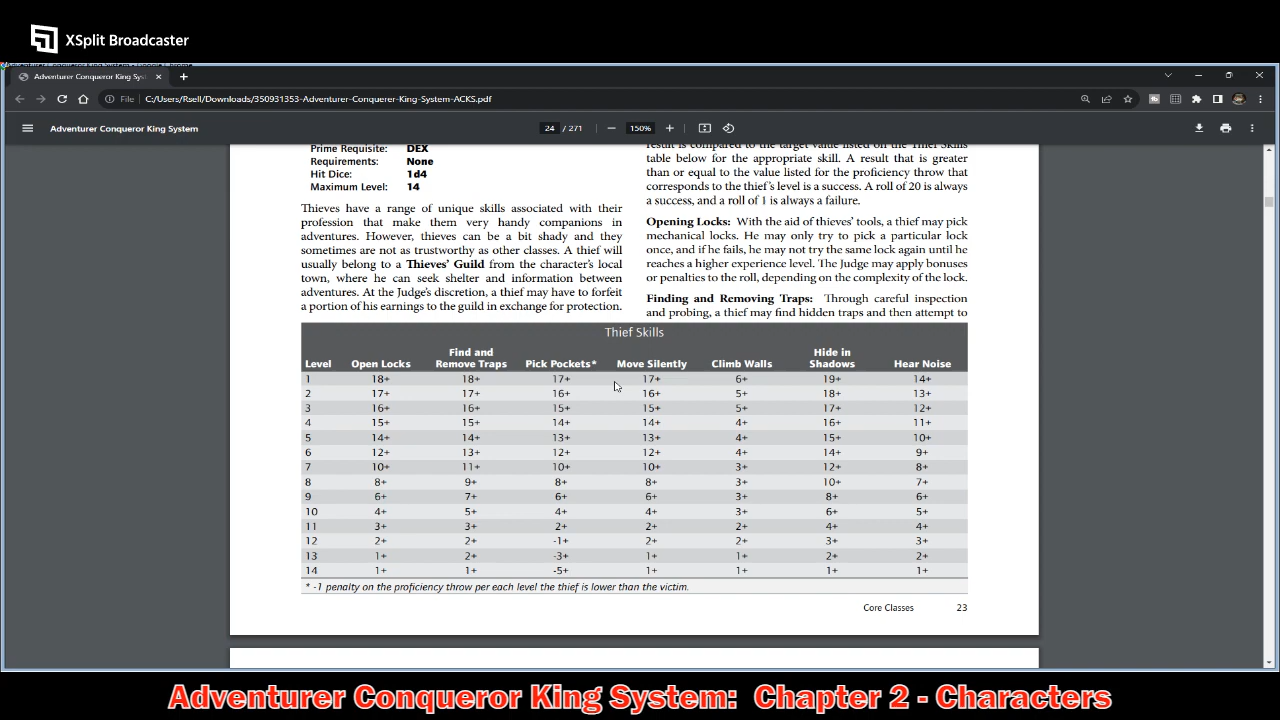 XSplit Broadcaster
Adventurer Conqueror King Sys
File C:/Users/Rsell/Downloads/350931353-Adventurer-Conquerer-King-System-ACKS.pdf
Adventurer Conqueror King System
24 / 271
150%
Prime Requisite: DEX
Requirements: None
Hit Dice: 1d4
Maximum Level: 14
Thieves have a range of unique skills associated with their
profession that make them very handy companions in
adventures. However, thieves can be a bit shady and they
sometimes are not as trustworthy as other classes. A thief will
usually belong to a Thieves' Guild from the character's local
town, where he can seek shelter and information between
adventures. At the Judge's discretion, a thief may have to forfeit
a portion of his earnings to the guild in exchange for protection.
result is compared to the target value listed on the Thief Skills
table below for the appropriate skill. A result that is greater
than or equal to the value listed for the proficiency throw that
corresponds to the thief's level is a success. A roll of 20 is always
a success, and a roll of 1 is always a failure.
Opening Locks: With the aid of thieves' tools, a thief may pick
mechanical locks. He may only try to pick a particular lock
once, and if he fails, he may not try the same lock again until he
reaches a higher experience level. The Judge may apply bonuses
or penalties to the roll, depending on the complexity of the lock.
Finding and Removing Traps: Through careful inspection
and probing, a thief may find hidden traps and then attempt to
Thief Skills
Level Open Locks Find and Remove Traps Pick Pockets* Move Silently Climb Walls Hide in Shadows Hear Noise
1 18+ 18+ 17+ 17+ 6+ 19+ 14+
2 17+ 17+ 16+ 16+ 5+ 18+ 13+
3 16+ 16+ 15+ 15+ 5+ 17+ 12+
4 15+ 15+ 14+ 14+ 4+ 16+ 11+
5 14+ 14+ 13+ 13+ 4+ 15+ 10+
6 12+ 13+ 12+ 12+ 4+ 14+ 9+
7 10+ 11+ 10+ 10+ 3+ 12+ 8+
8 8+ 9+ 8+ 8+ 3+ 10+ 7+
9 6+ 7+ 6+ 6+ 3+ 8+ 6+
10 4+ 5+ 4+ 4+ 3+ 6+ 5+
11 3+ 3+ 2+ 2+ 2+ 4+ 4+
12 2+ 2+ -1+ 2+ 2+ 3+ 3+
13 1+ 2+ -3+ 1+ 1+ 2+ 2+
14 1+ 1+ -5+ 1+ 1+ 1+ 1+
* -1 penalty on the proficiency throw per each level the thief is lower than the victim.
Core Classes 23
Adventurer Conqueror King System: Chapter 2 - Characters